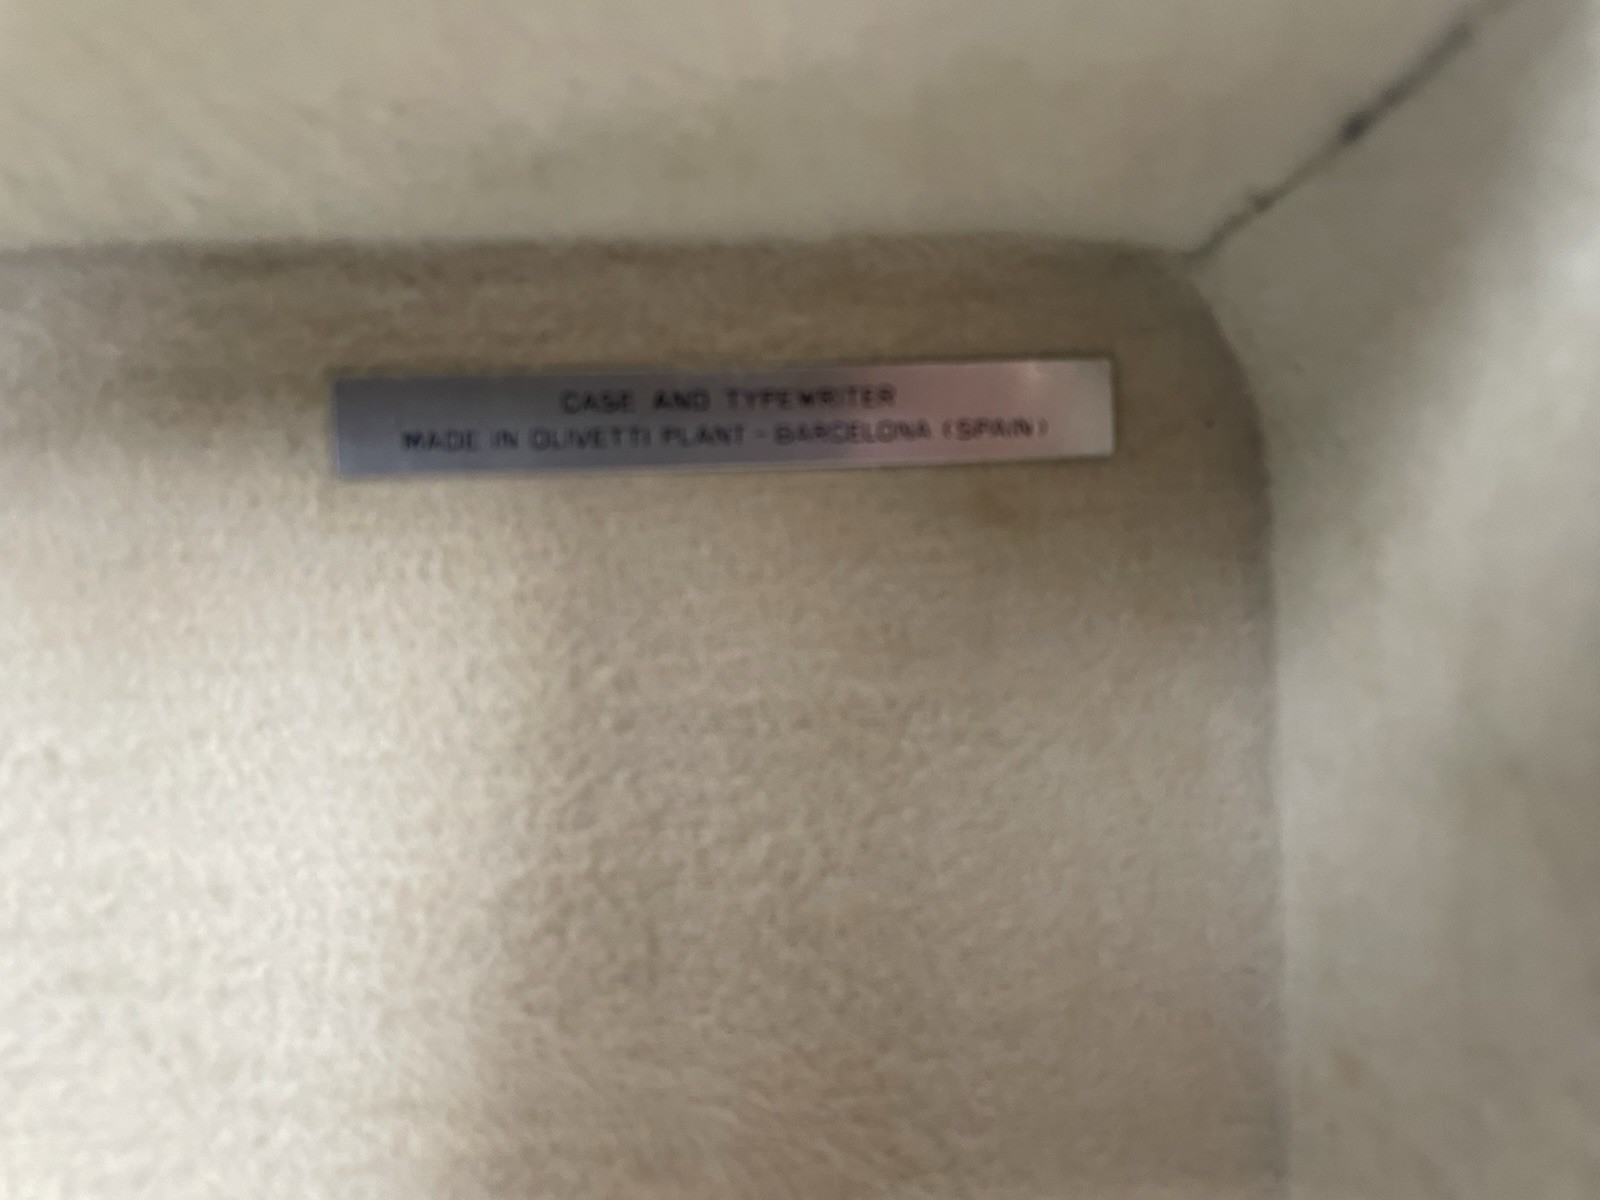 CASE AND TYPEWRITER
MADE IN OLIVETTI PLANT - BARCELONA (SPAIN)